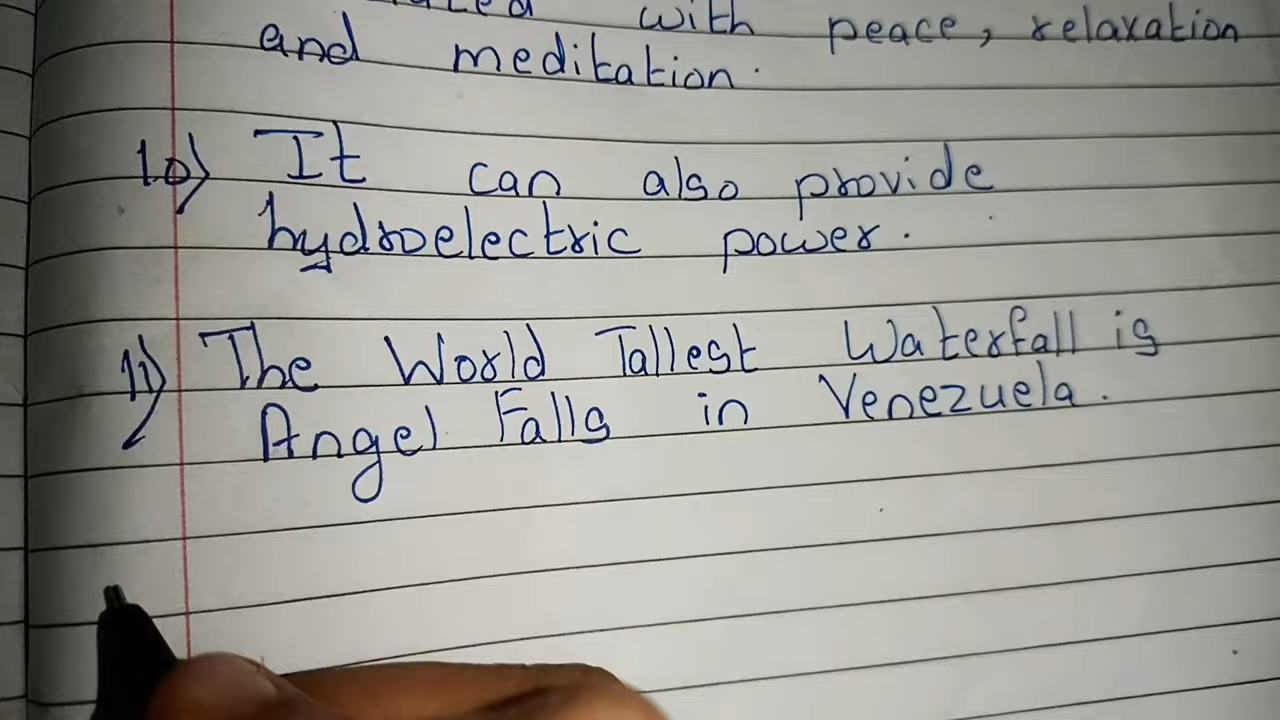 with peace, relaxation
and meditation.
10) It can also provide
hydroelectric power.
11) The World Tallest Waterfall is
Angel Falls in Venezuela.